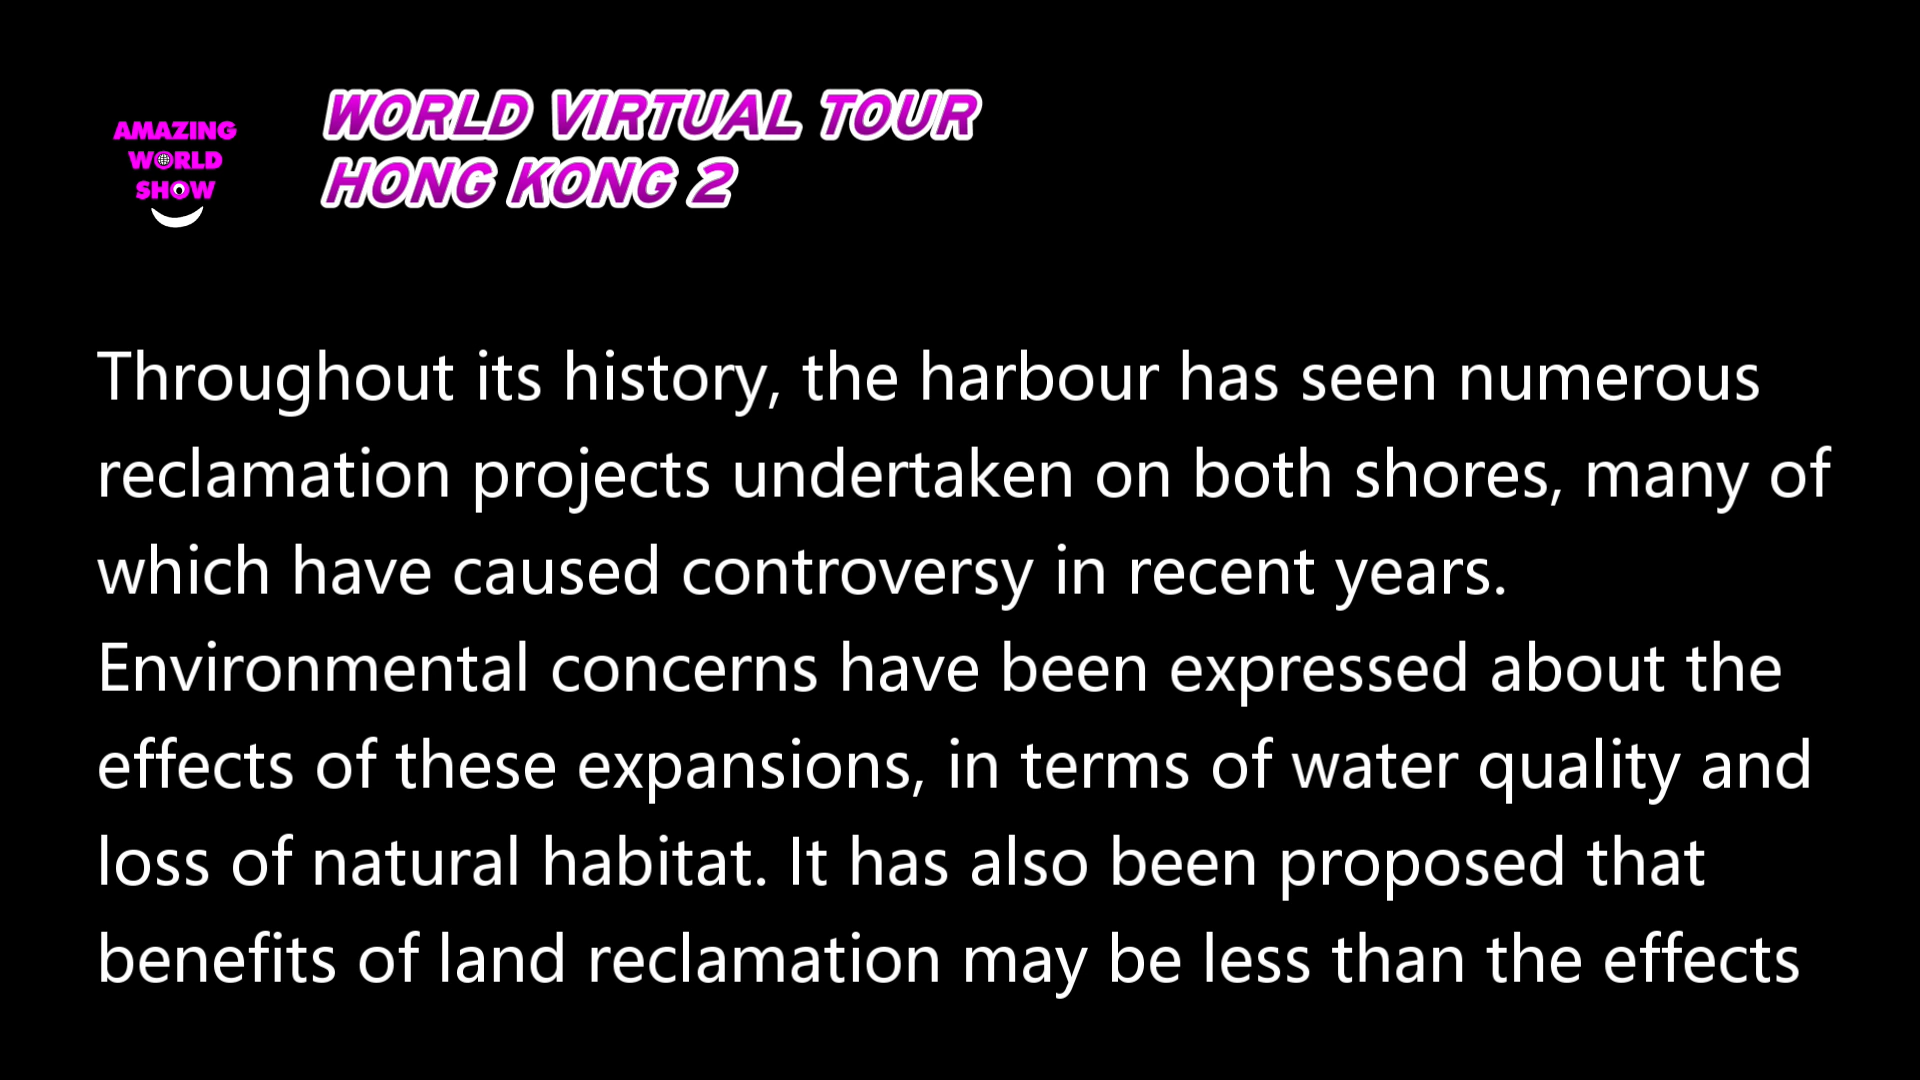 AMAZING
WORLD
SHOW
WORLD VIRTUAL TOUR
HONG KONG 2
Throughout its history, the harbour has seen numerous
reclamation projects undertaken on both shores, many of
which have caused controversy in recent years.
Environmental concerns have been expressed about the
effects of these expansions, in terms of water quality and
loss of natural habitat. It has also been proposed that
benefits of land reclamation may be less than the effects